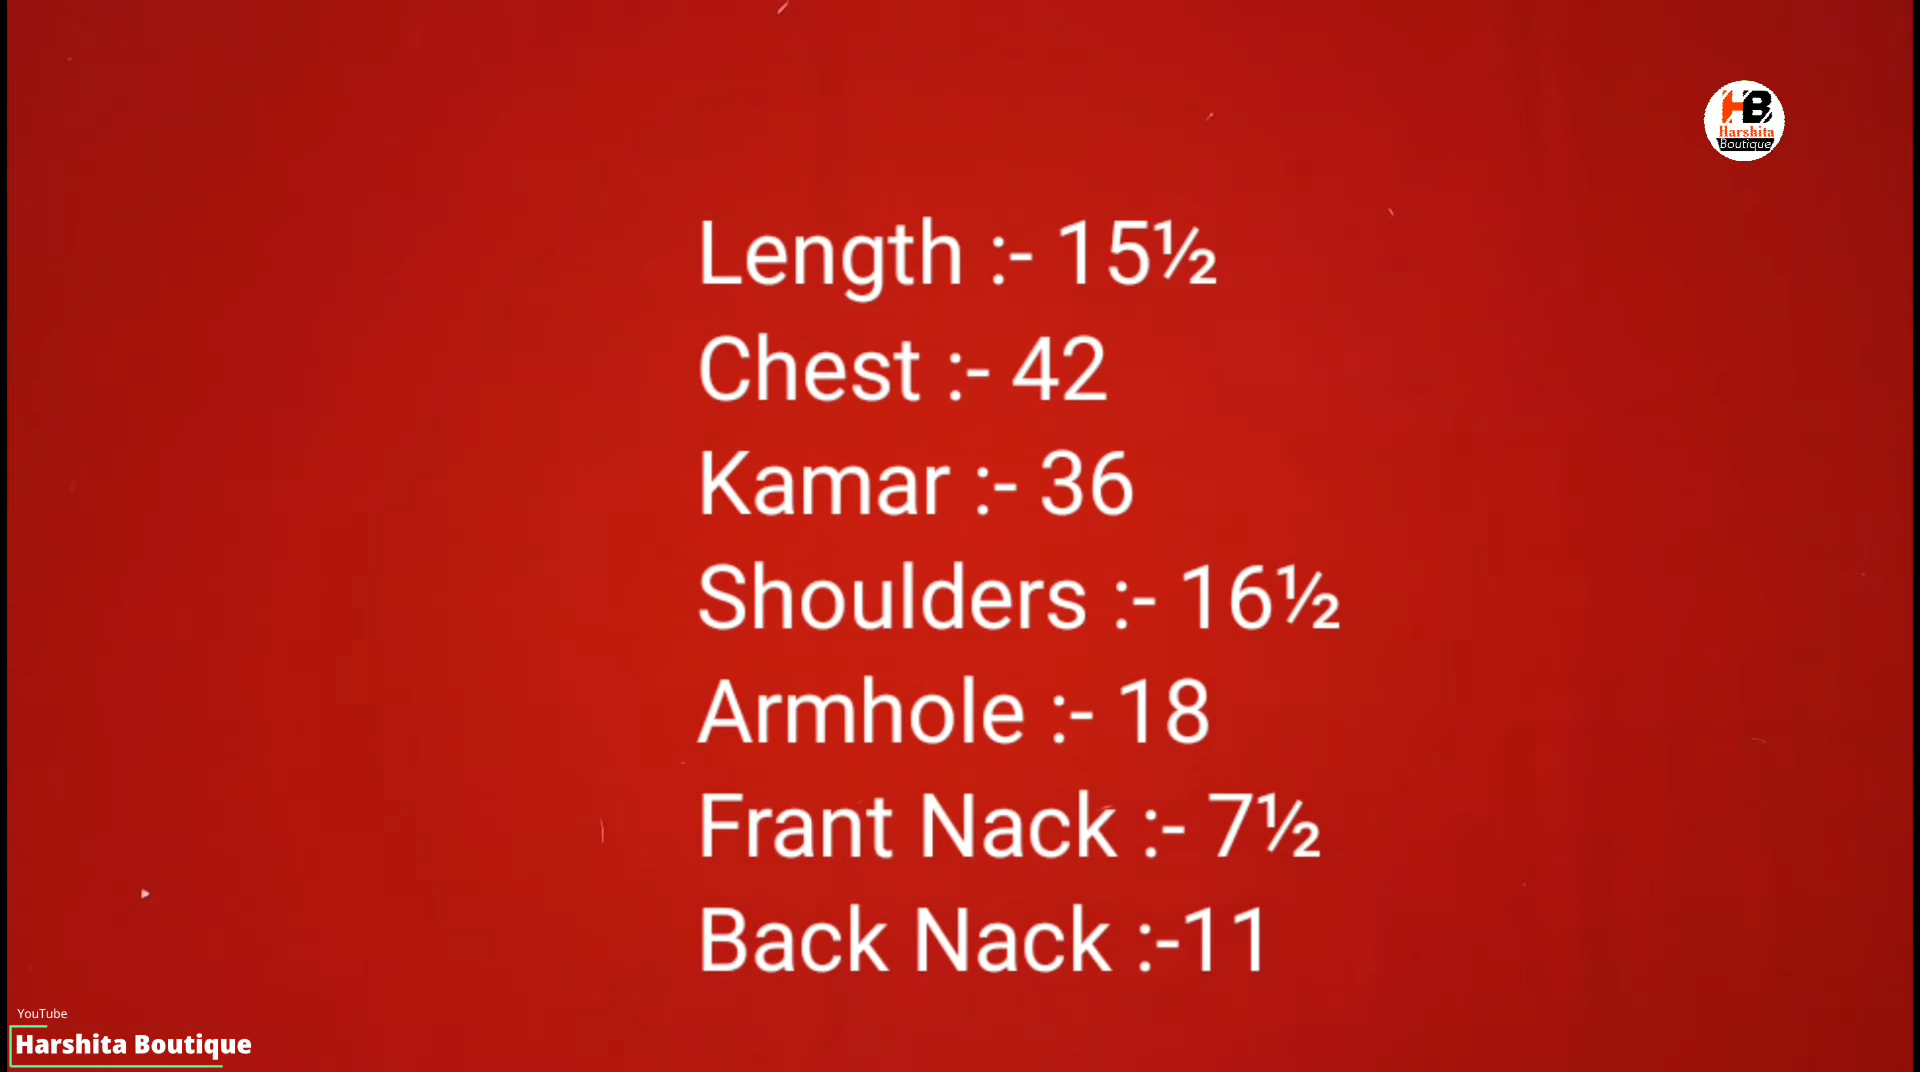 HB
Harshita
Boutique
Length :- 15½
Chest :- 42
Kamar :- 36
Shoulders :- 16½
Armhole :- 18
Frant Nack :- 7½
Back Nack :-11
YouTube
Harshita Boutique